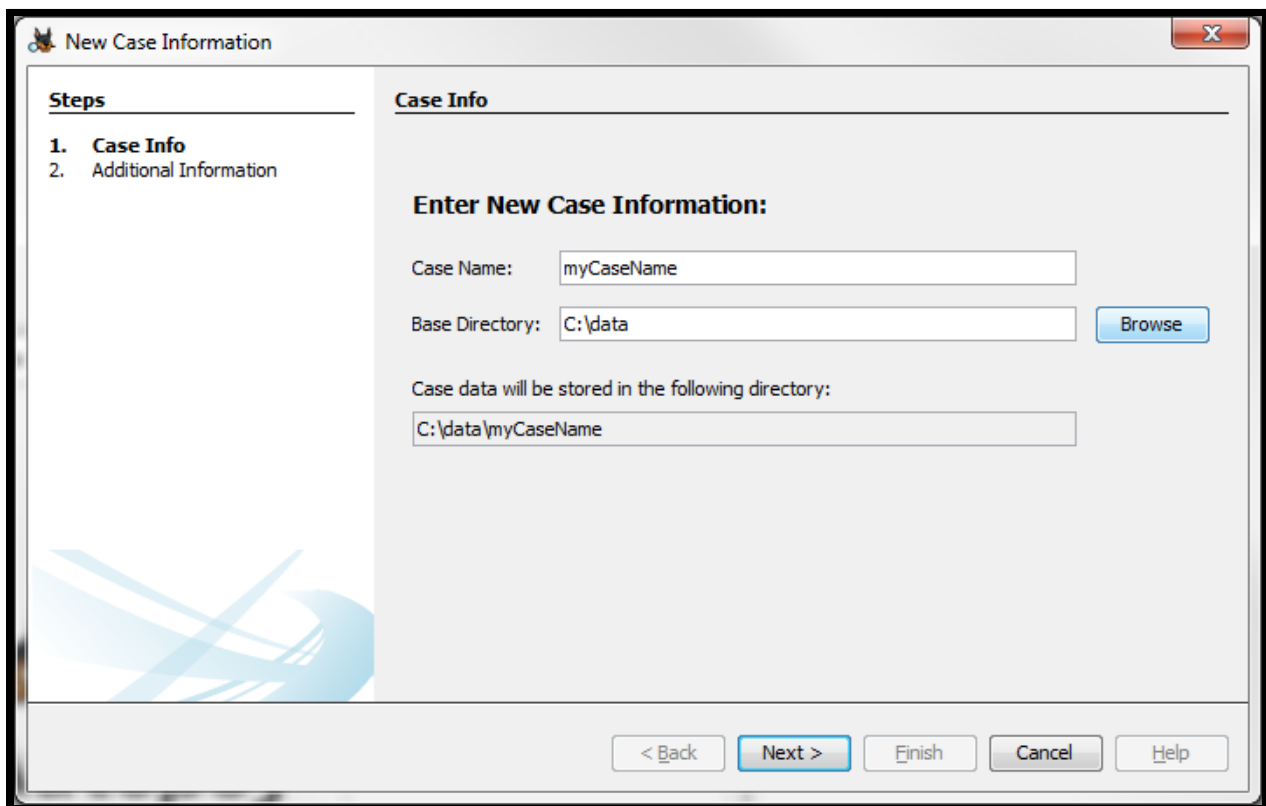 New Case Information
Steps
1. Case Info
2. Additional Information
Case Info
Enter New Case Information:
Case Name: myCaseName
Base Directory: C:\data Browse
Case data will be stored in the following directory:
C:\data\myCaseName
< Back Next > Finish Cancel Help